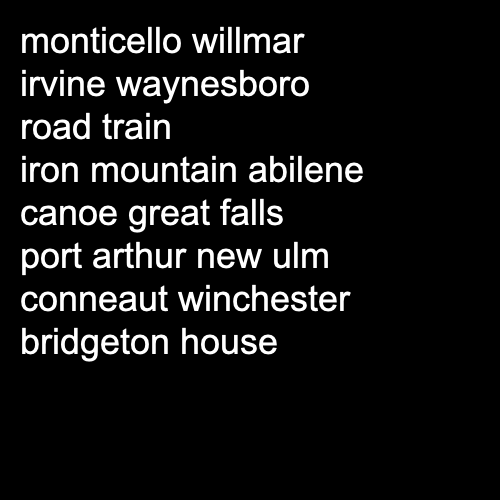 monticello willmar
irvine waynesboro
road train
iron mountain abilene
canoe great falls
port arthur new ulm
conneaut winchester
bridgeton house